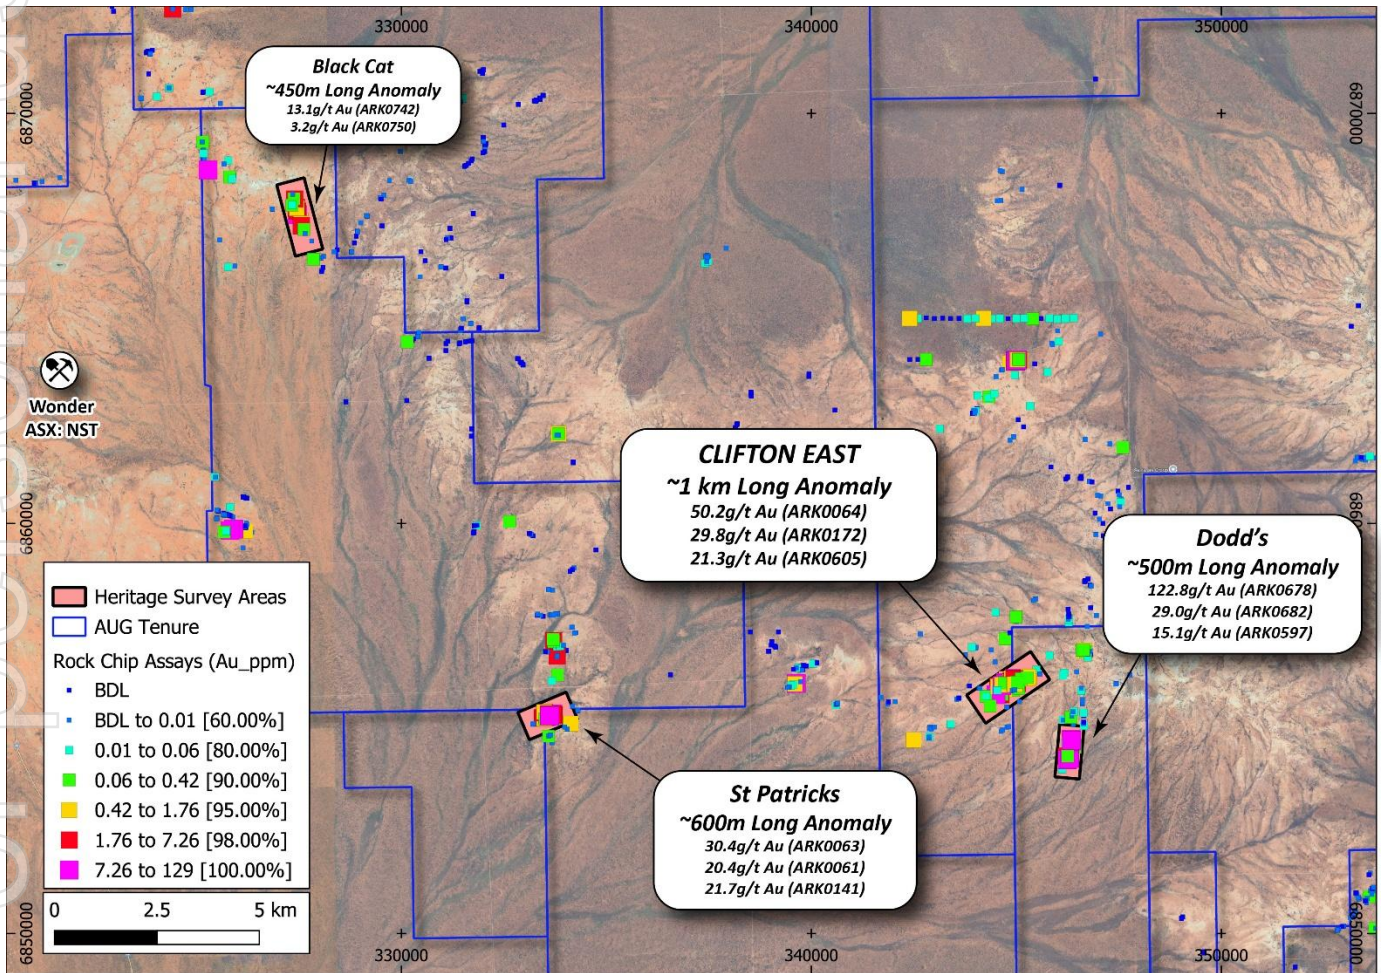 330000
340000
350000
6870000
6870000
Black Cat
~450m Long Anomaly
13.1g/t Au (ARK0742)
3.2g/t Au (ARK0750)
Wonder
ASX: NST
CLIFTON EAST
~1 km Long Anomaly
50.2g/t Au (ARK0064)
29.8g/t Au (ARK0172)
21.3g/t Au (ARK0605)
6860000
Dodd's
~500m Long Anomaly
122.8g/t Au (ARK0678)
29.0g/t Au (ARK0682)
15.1g/t Au (ARK0597)
St Patricks
~600m Long Anomaly
30.4g/t Au (ARK0063)
20.4g/t Au (ARK0061)
21.7g/t Au (ARK0141)
Heritage Survey Areas
AUG Tenure
Rock Chip Assays (Au_ppm)
BDL
BDL to 0.01 [60.00%]
0.01 to 0.06 [80.00%]
0.06 to 0.42 [90.00%]
0.42 to 1.76 [95.00%]
1.76 to 7.26 [98.00%]
7.26 to 129 [100.00%]
0 2.5 5 km
6850000
6850000
330000
340000
350000